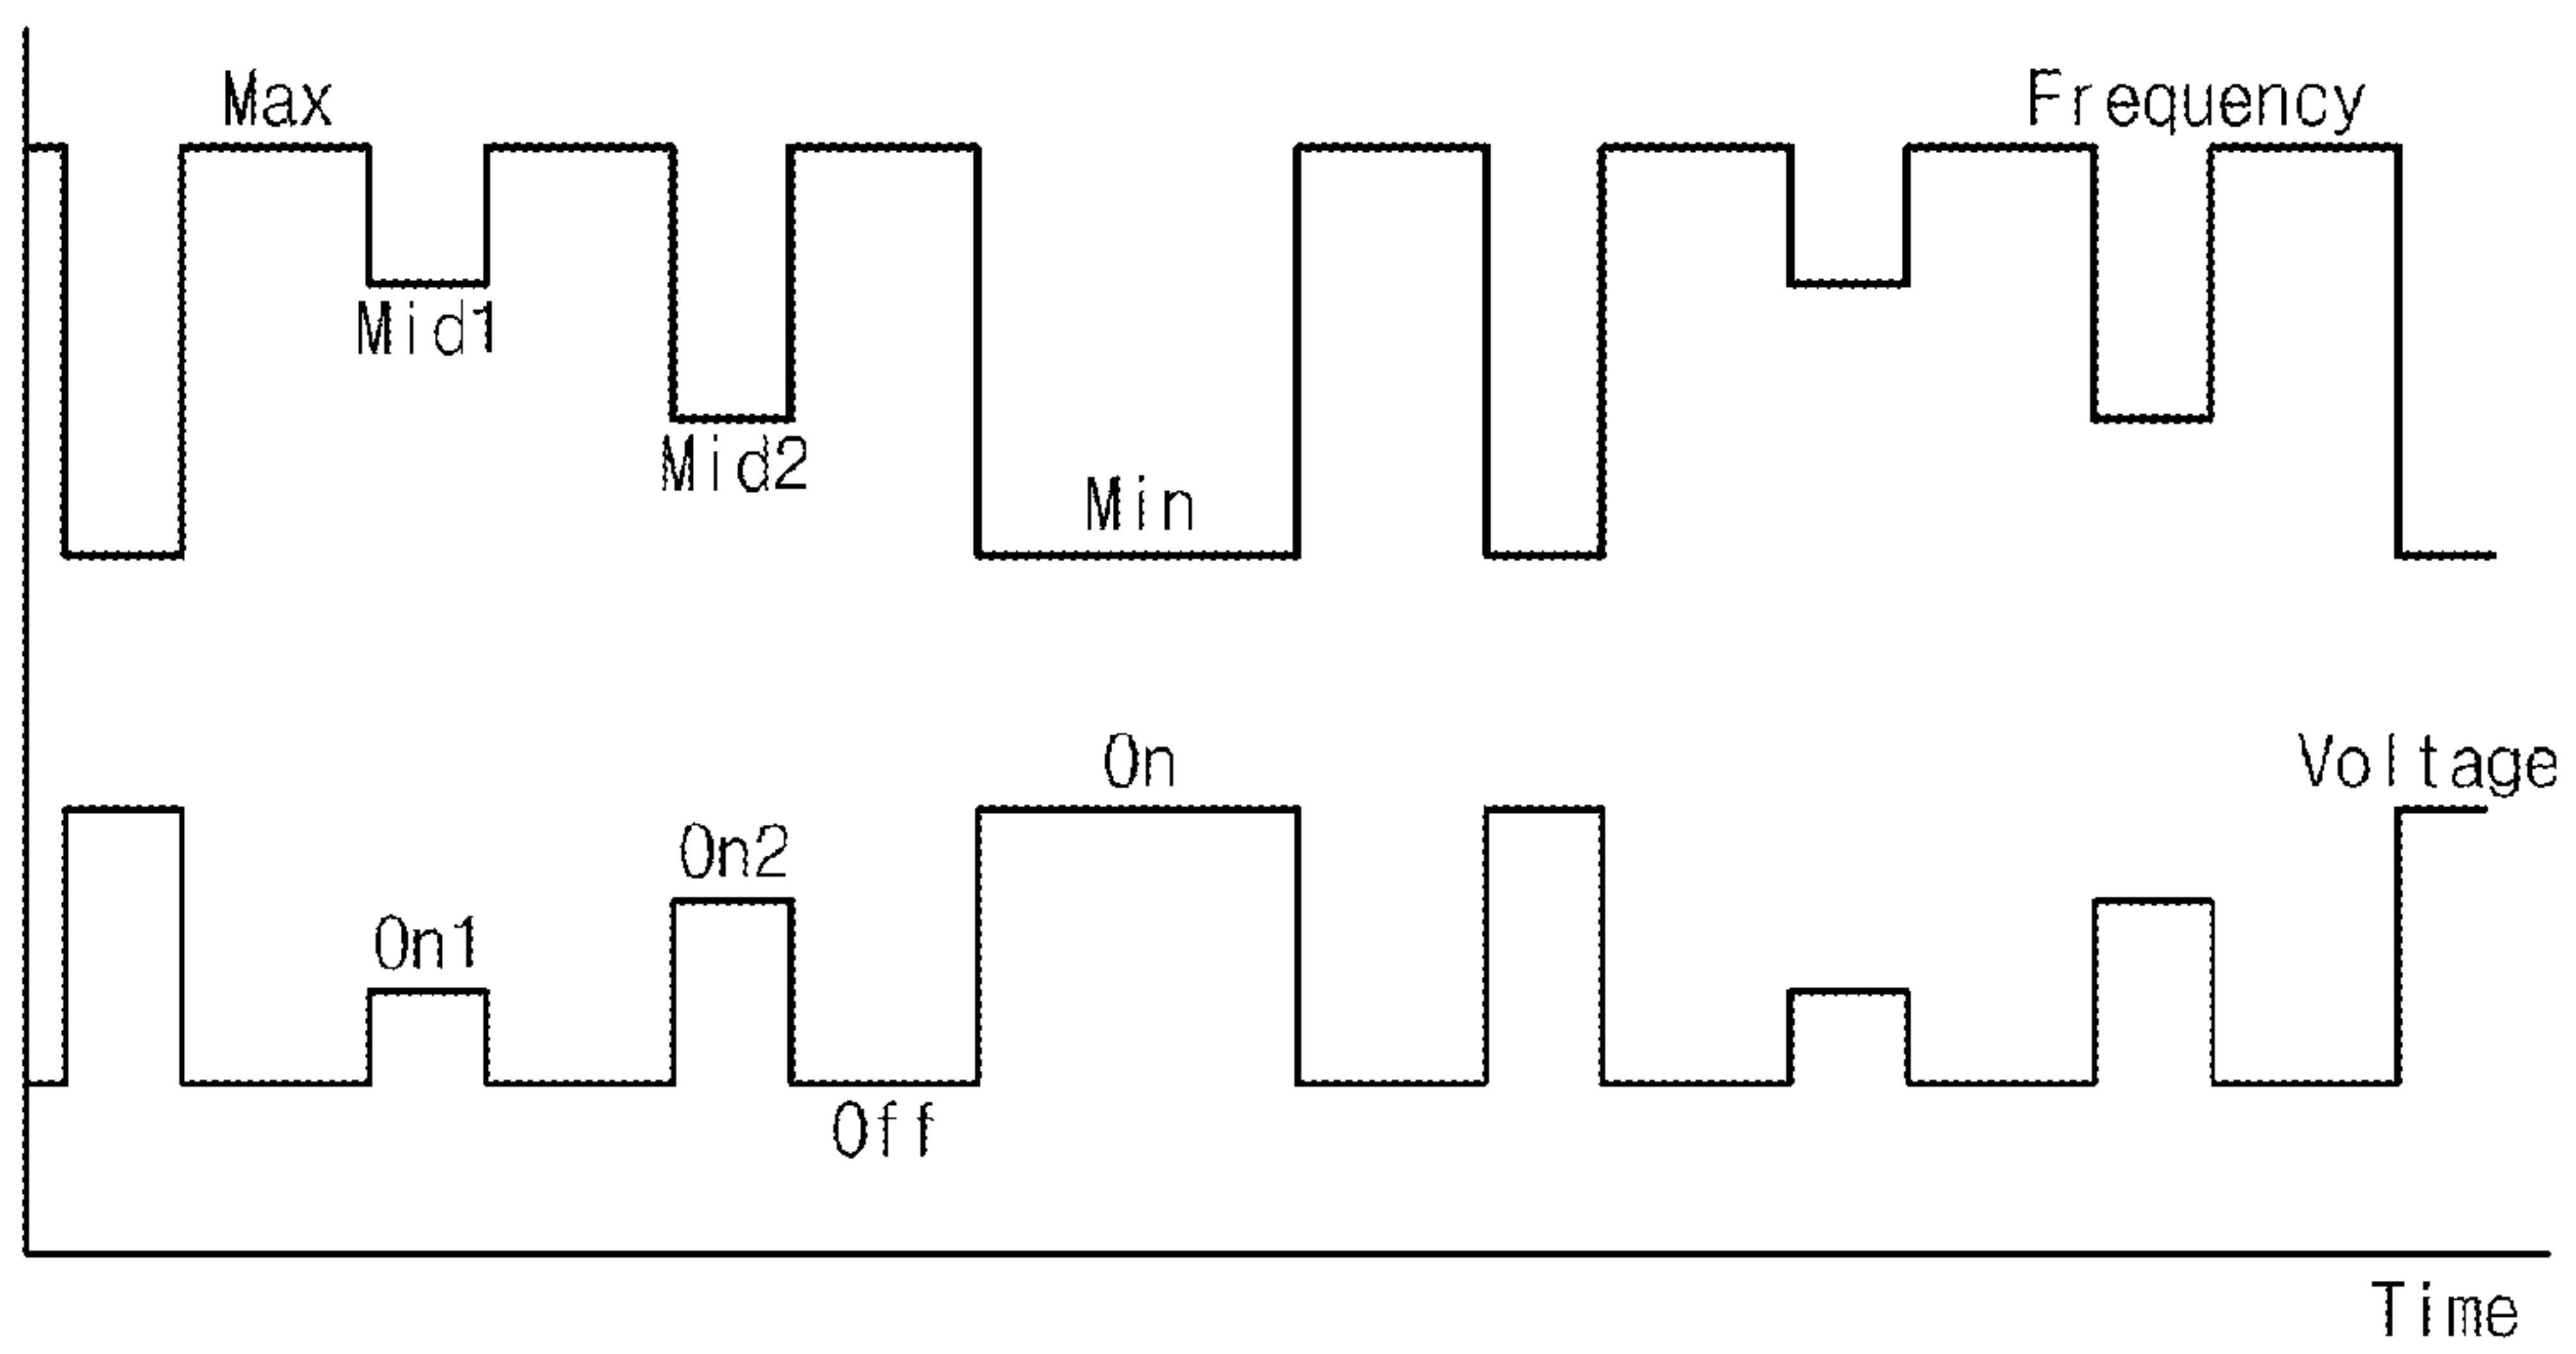 Max
Frequency
Mid1
Mid2
Min
On
Voltage
On2
On1
Off
Time